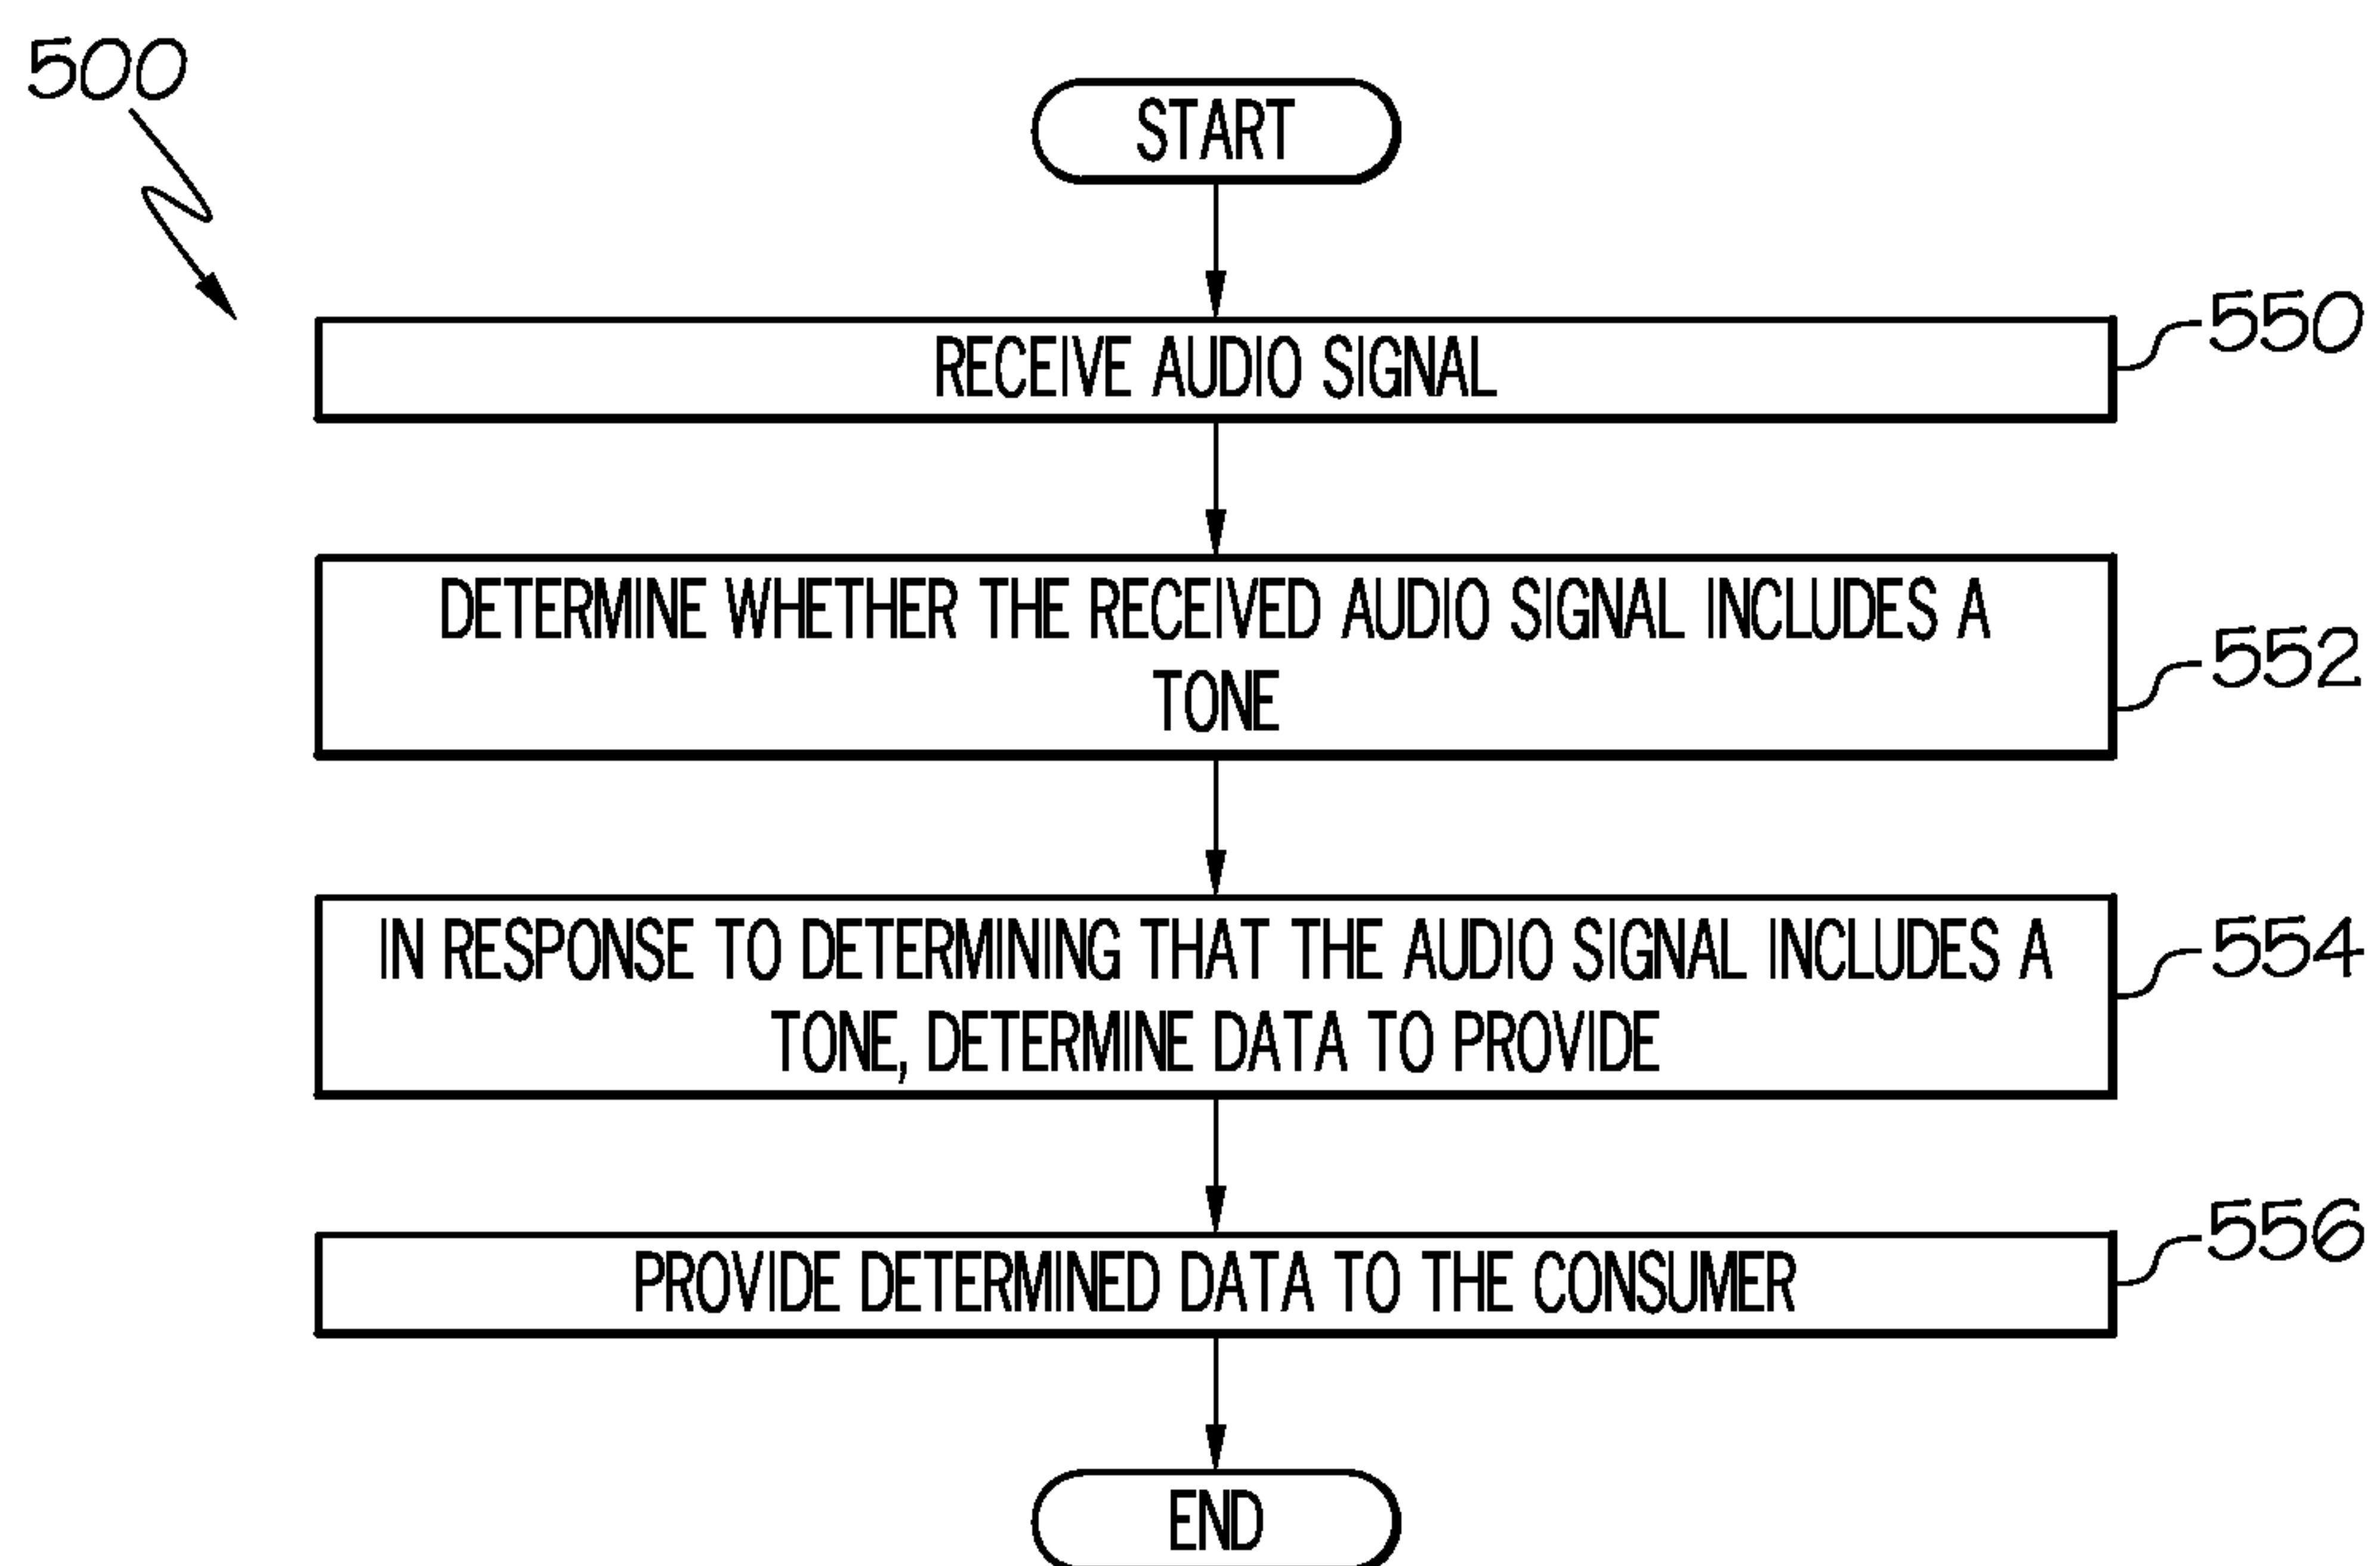 500
START
RECEIVE AUDIO SIGNAL
550
DETERMINE WHETHER THE RECEIVED AUDIO SIGNAL INCLUDES A
TONE
552
IN RESPONSE TO DETERMINING THAT THE AUDIO SIGNAL INCLUDES A
TONE, DETERMINE DATA TO PROVIDE
554
PROVIDE DETERMINED DATA TO THE CONSUMER
556
END